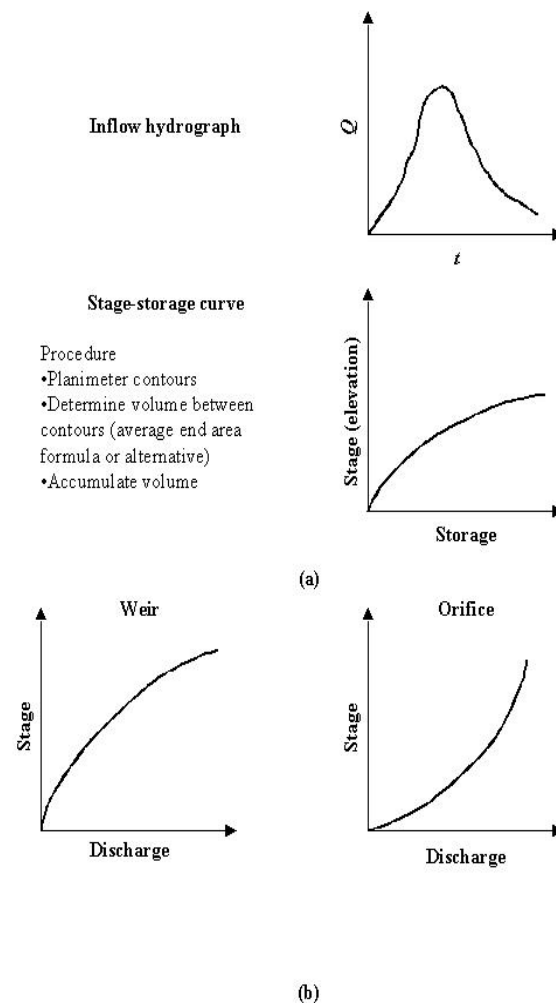 Inflow hydrograph
Q
t
Stage-storage curve
Procedure
•Planimeter contours
•Determine volume between
contours (average end area
formula or alternative)
•Accumulate volume
Stage (elevation)
Storage
(a)
Weir
Stage
Discharge
Orifice
Stage
Discharge
(b)